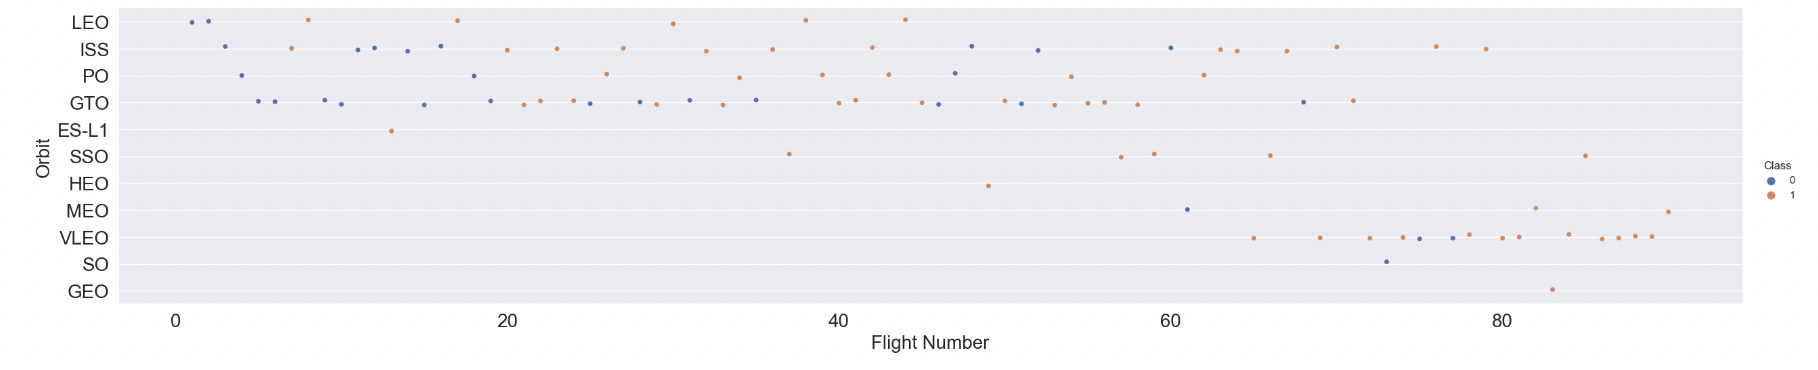 LEO
ISS
PO
GTO
ES-L1
SSO
HEO
MEO
VLEO
SO
GEO
Orbit
0 20 40 60 80
Flight Number
Class
0
1